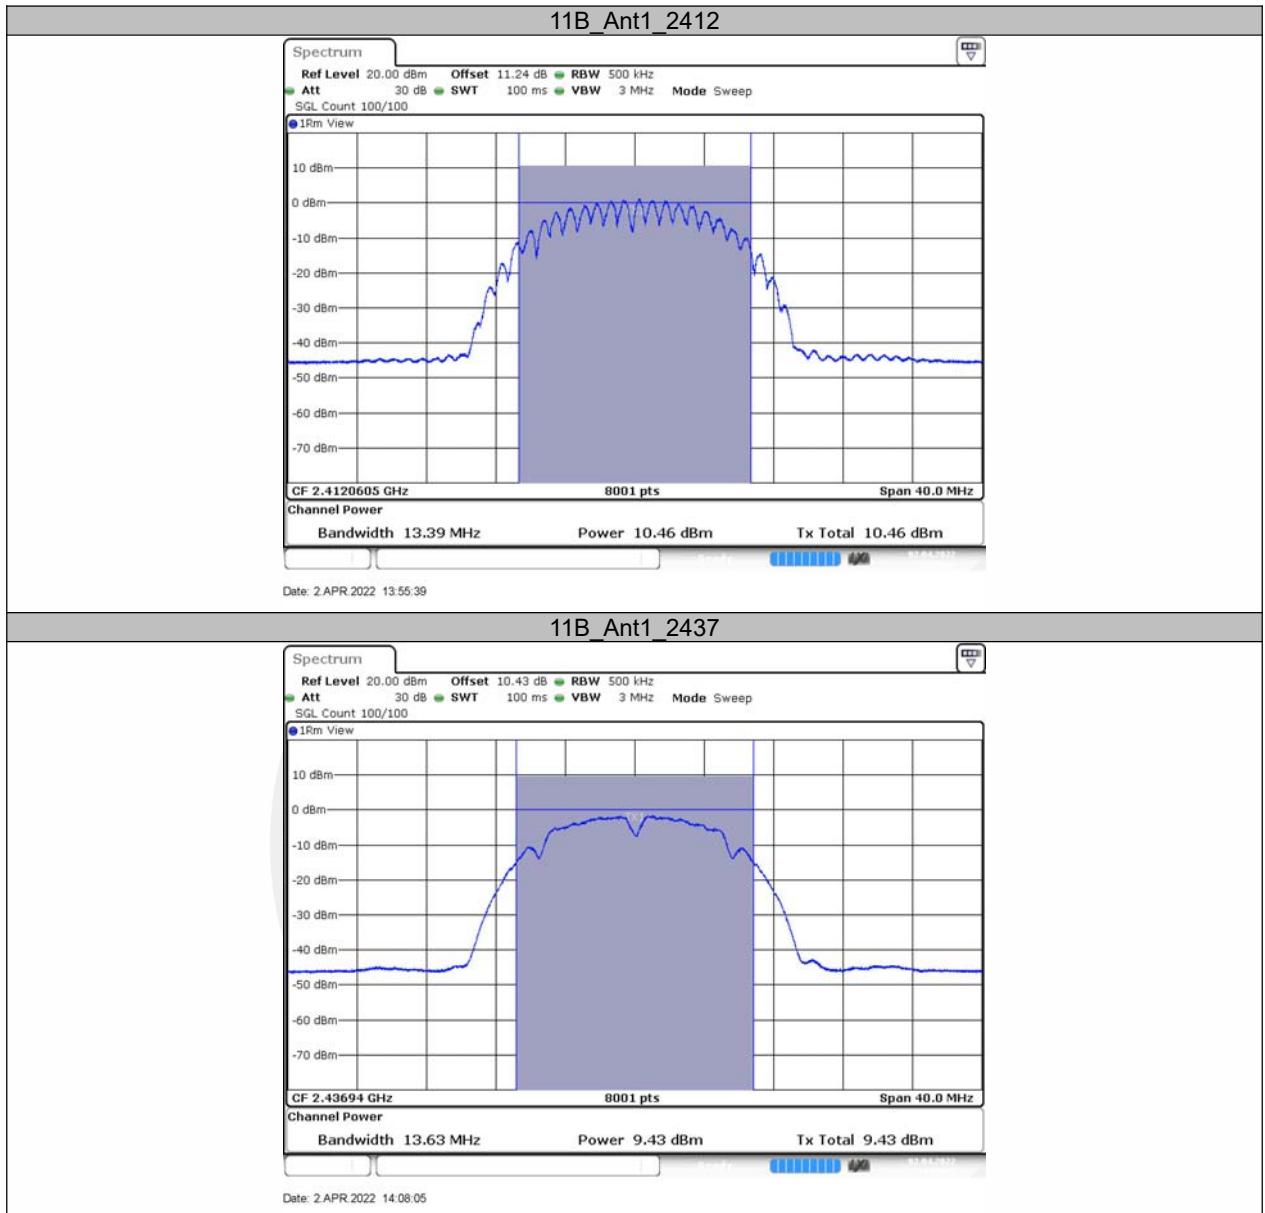 11B_Ant1_2412
Spectrum
Ref Level 20.00 dBm Offset 11.24 dB RBW 500 kHz
Att 30 dB SWT 100 ms VBW 3 MHz Mode Sweep
SGL Count 100/100
1Rm View
10 dBm
0 dBm
-10 dBm
-20 dBm
-30 dBm
-40 dBm
-50 dBm
-60 dBm
-70 dBm
CF 2.4120605 GHz 8001 pts Span 40.0 MHz
Channel Power
Bandwidth 13.39 MHz Power 10.46 dBm Tx Total 10.46 dBm
Date: 2.APR.2022 13:55:39
11B_Ant1_2437
Spectrum
Ref Level 20.00 dBm Offset 10.43 dB RBW 500 kHz
Att 30 dB SWT 100 ms VBW 3 MHz Mode Sweep
SGL Count 100/100
1Rm View
10 dBm
0 dBm
-10 dBm
-20 dBm
-30 dBm
-40 dBm
-50 dBm
-60 dBm
-70 dBm
CF 2.43694 GHz 8001 pts Span 40.0 MHz
Channel Power
Bandwidth 13.63 MHz Power 9.43 dBm Tx Total 9.43 dBm
Date: 2.APR.2022 14:08:05